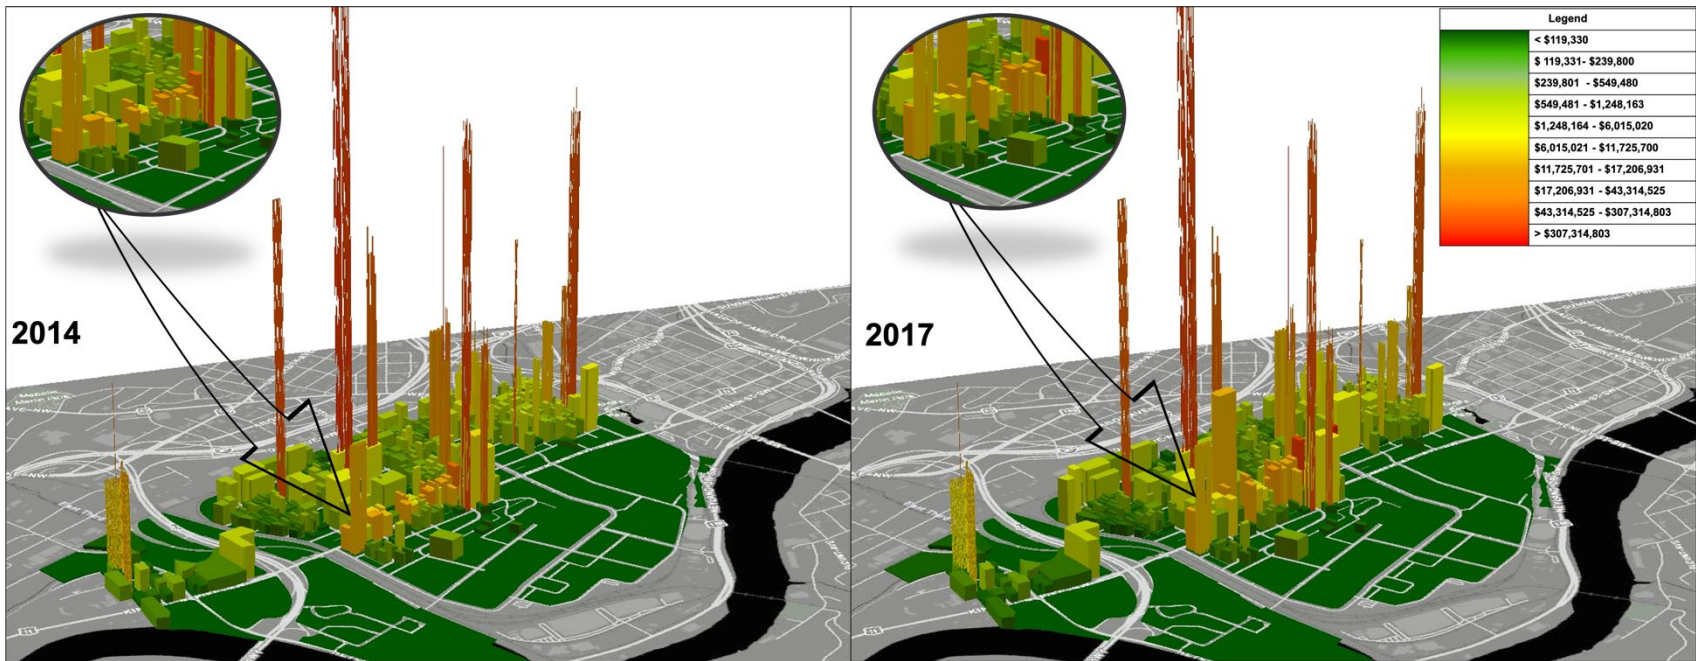 2014
2017
Legend
< $119,330
$ 119,331- $239,800
$239,801 - $549,480
$549,481 - $1,248,163
$1,248,164 - $6,015,020
$6,015,021 - $11,725,700
$11,725,701 - $17,206,931
$17,206,931 - $43,314,525
$43,314,525 - $307,314,803
> $307,314,803